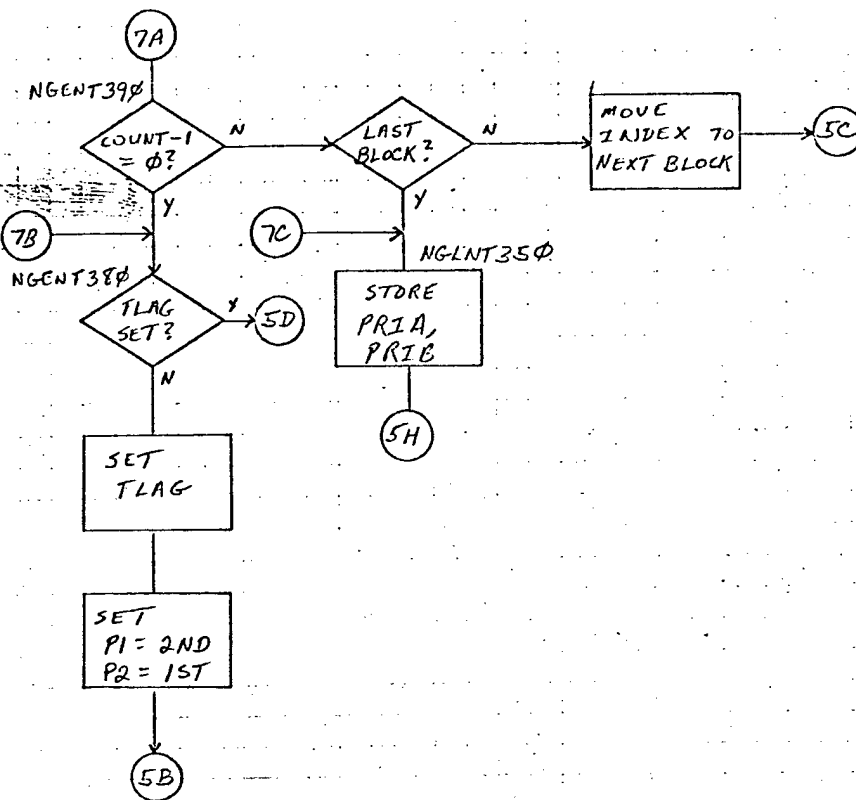 7A
NGENT39Ø
COUNT-1
= Ø?
N
Y
LAST
BLOCK?
N
Y
MOVE
INDEX TO
NEXT BLOCK
5C
7B
7C
NGENT38Ø
NGLNT35Ø
TLAG
SET?
Y
5D
N
STORE
PRIA,
PRIB
5H
SET
TLAG
SET
P1 = 2ND
P2 = 1ST
5B